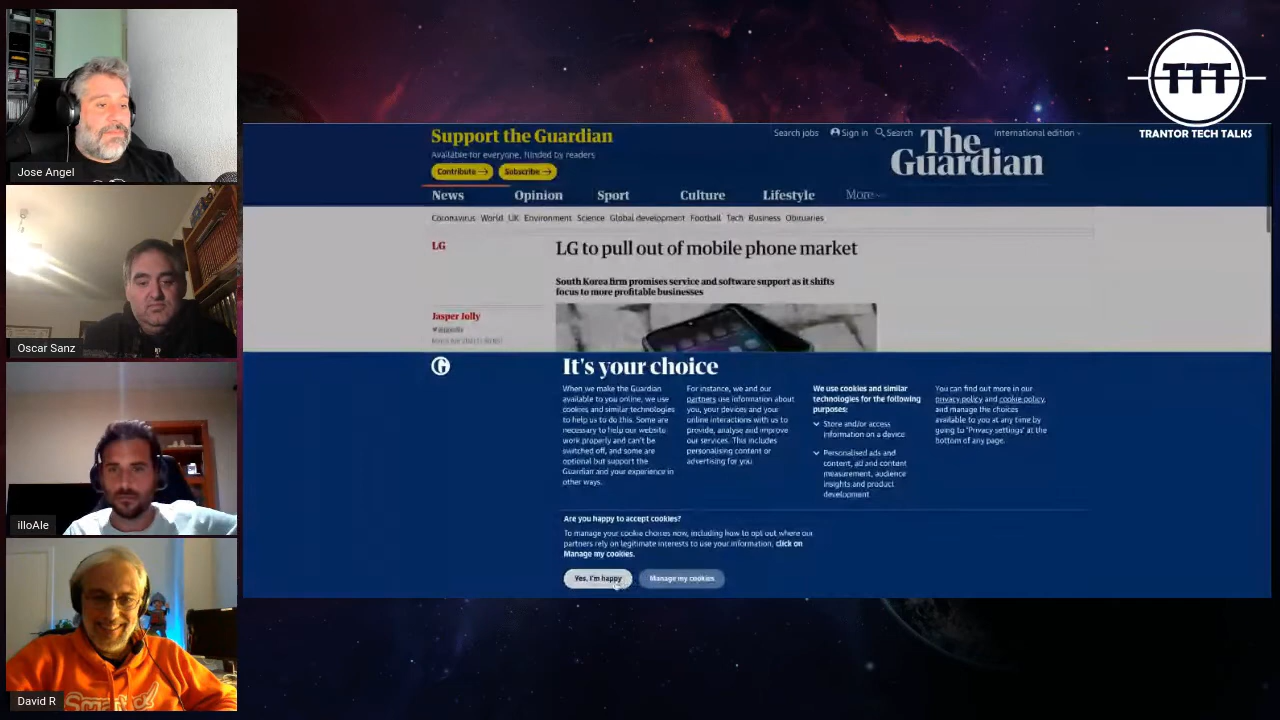 Jose Angel
Oscar Sanz
illoAle
David R
TTT
TRANTOR TECH TALKS
Support the Guardian
Available for everyone, funded by readers
Contribute → Subscribe →
Search jobs Sign in Search
International edition
The
Guardian
News Opinion Sport Culture Lifestyle More
Coronavirus World UK Environment Science Global development Football Tech Business Obituaries
LG
LG to pull out of mobile phone market
South Korea firm promises service and software support as it shifts
focus to more profitable businesses
Jasper Jolly
It's your choice
When we make the Guardian
available to you online, we use
cookies and similar technologies
to help us to do this. Some are
necessary to help our website
work properly and can't be
switched off, and some are
optional but support the
Guardian and your experience in
other ways.
For instance, we and our
partners use information about
you, your devices and your
online interactions with us to
provide, analyse and improve
our services. This includes
personalising content or
advertising for you.
We use cookies and similar
technologies for the following
purposes:
Store and/or access
information on a device
Personalised ads and
content, ad and content
measurement, audience
insights and product
development
You can find out more in our
privacy policy and cookie policy,
and manage the choices
available to you at any time by
going to 'Privacy settings' at the
bottom of any page.
Are you happy to accept cookies?
To manage your cookie choices now, including how to opt out where our
partners rely on legitimate interests to use your information, click on
Manage my cookies.
Yes, I'm happy Manage my cookies